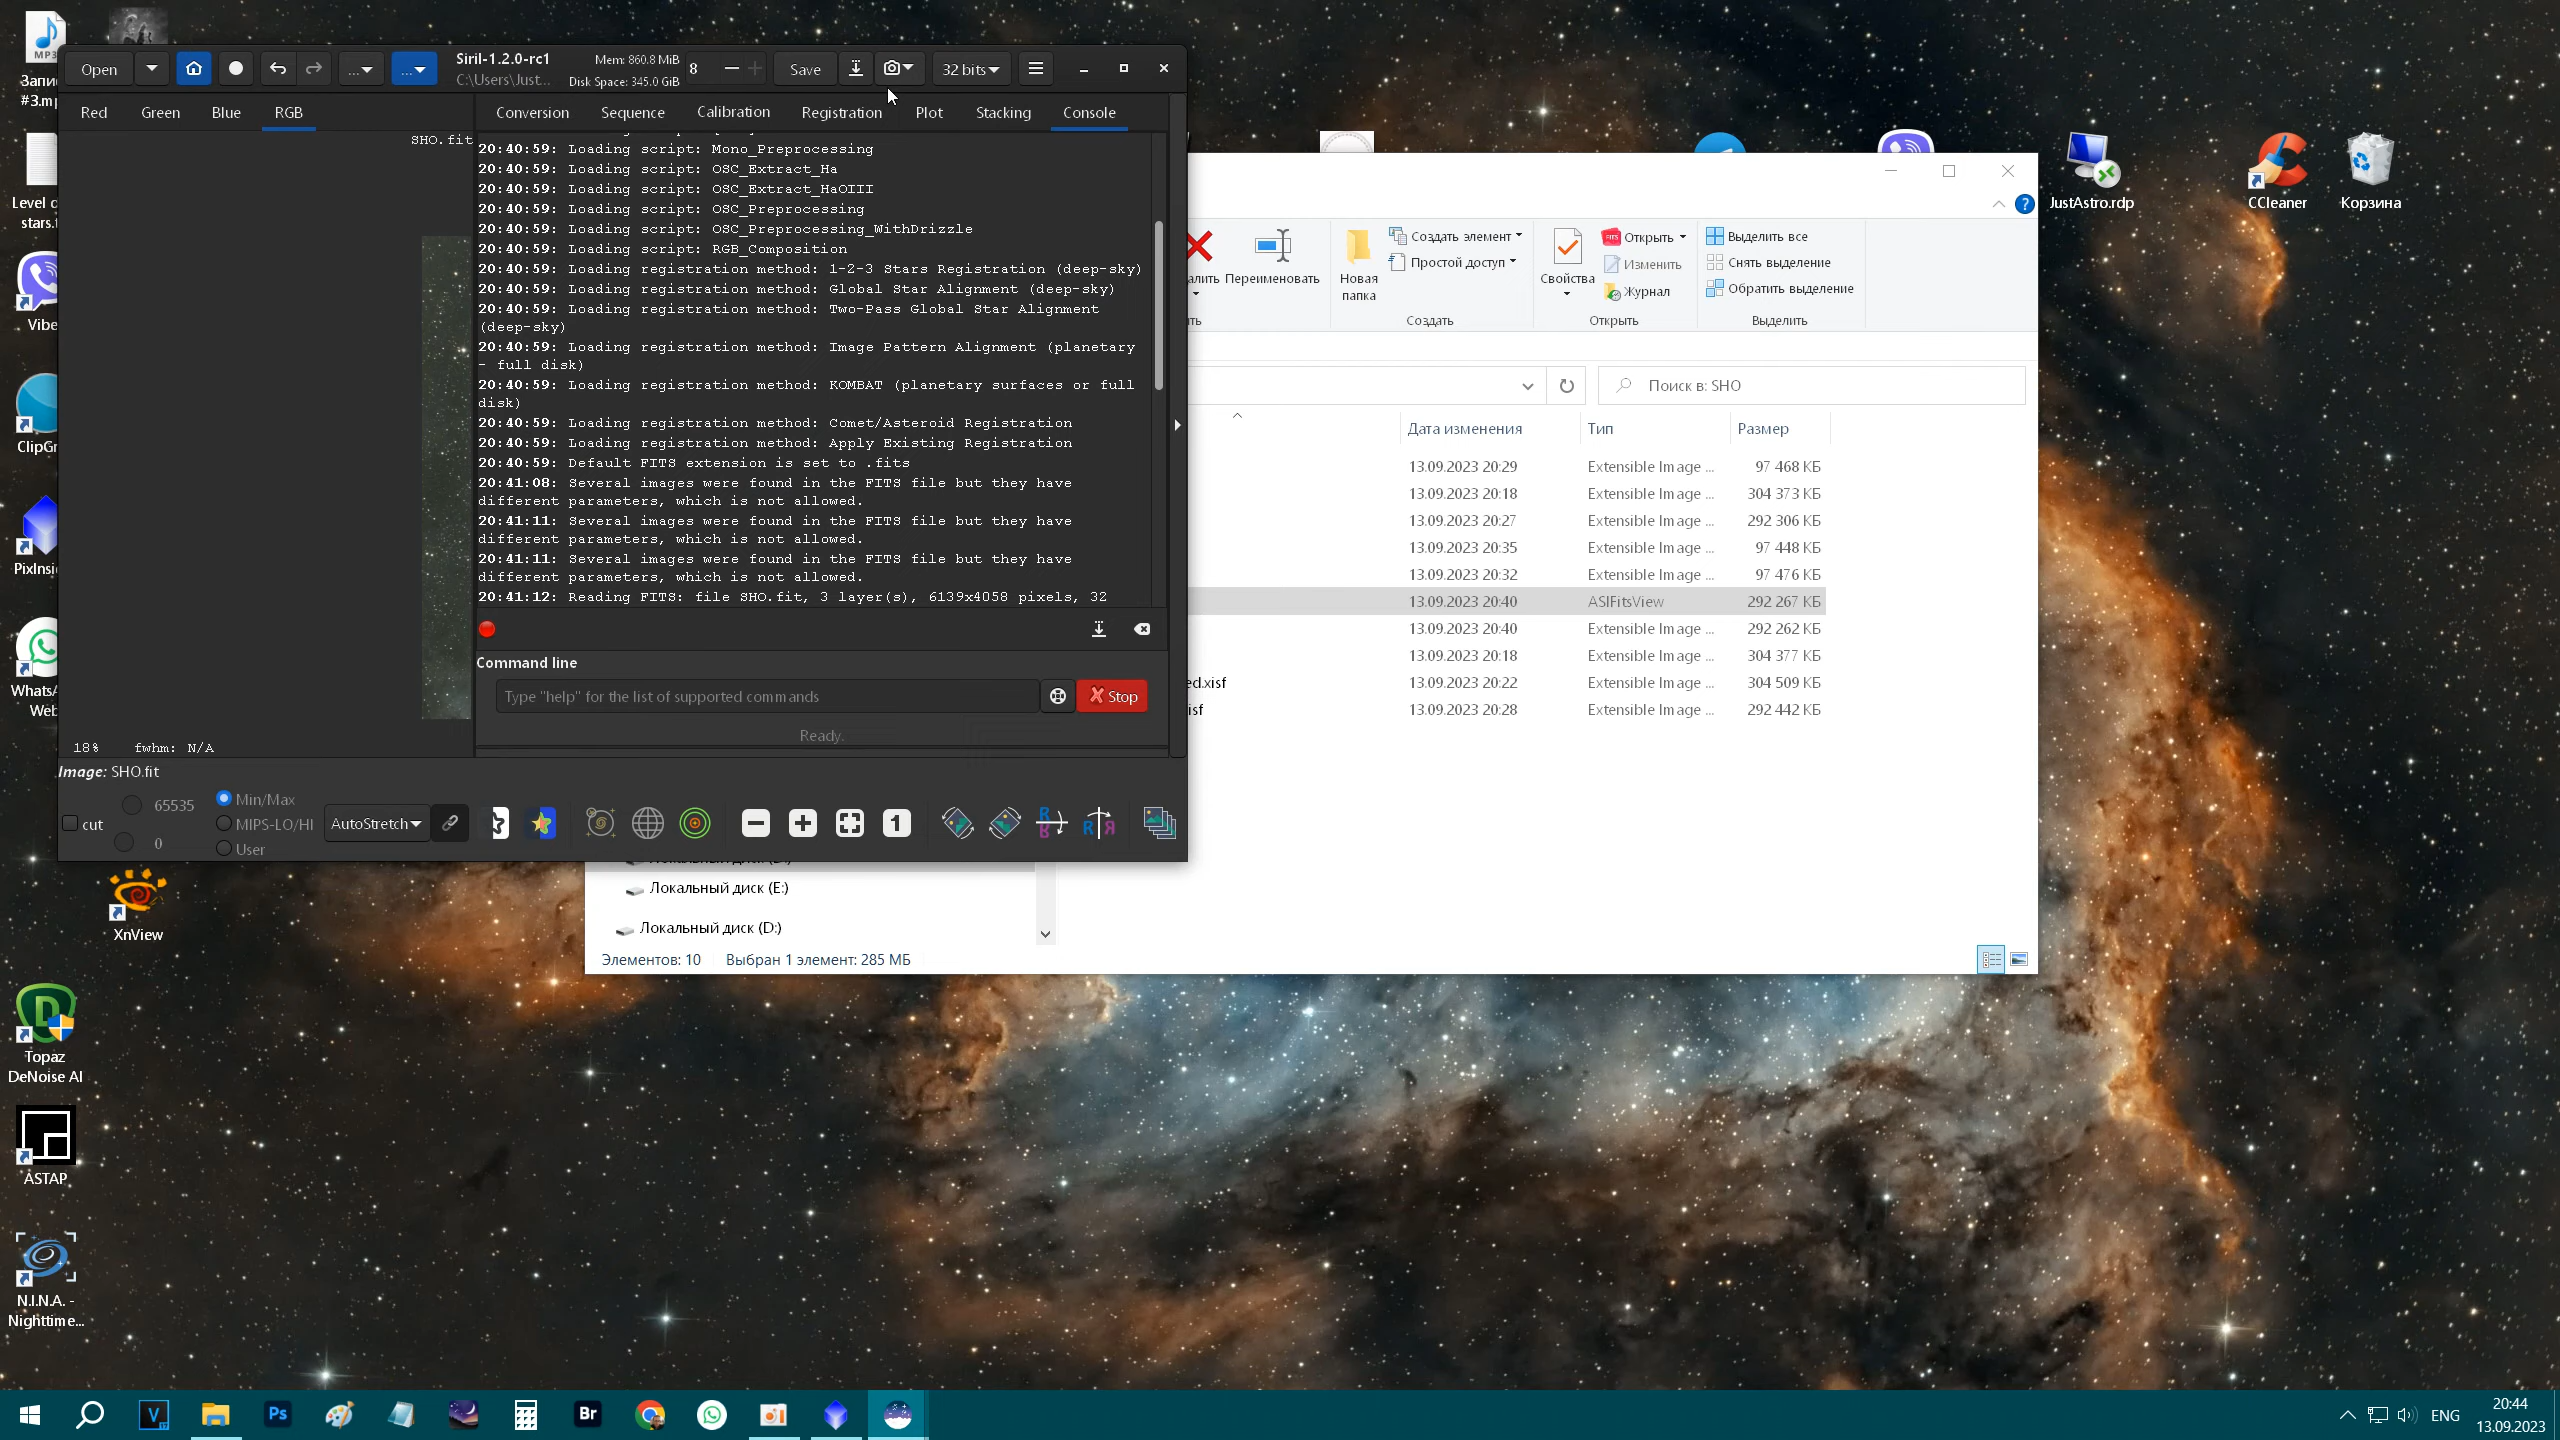 Open
...
...
Siril-1.2.0-rc1
C:\Users\Just...
Mem: 860.8 MiB
Disk Space: 345.0 GiB
8
Save
32 bits
Red
Green
Blue
RGB
Conversion
Sequence
Calibration
Registration
Plot
Stacking
Console
SHO.fit
20:40:59: Loading script: Mono_Preprocessing
20:40:59: Loading script: OSC_Extract_Ha
20:40:59: Loading script: OSC_Extract_HaOIII
20:40:59: Loading script: OSC_Preprocessing
20:40:59: Loading script: OSC_Preprocessing_WithDrizzle
20:40:59: Loading script: RGB_Composition
20:40:59: Loading registration method: 1-2-3 Stars Registration (deep-sky)
20:40:59: Loading registration method: Global Star Alignment (deep-sky)
20:40:59: Loading registration method: Two-Pass Global Star Alignment
(deep-sky)
20:40:59: Loading registration method: Image Pattern Alignment (planetary
- full disk)
20:40:59: Loading registration method: KOMBAT (planetary surfaces or full
disk)
20:40:59: Loading registration method: Comet/Asteroid Registration
20:40:59: Loading registration method: Apply Existing Registration
20:40:59: Default FITS extension is set to .fits
20:41:08: Several images were found in the FITS file but they have
different parameters, which is not allowed.
20:41:11: Several images were found in the FITS file but they have
different parameters, which is not allowed.
20:41:11: Several images were found in the FITS file but they have
different parameters, which is not allowed.
20:41:12: Reading FITS: file SHO.fit, 3 layer(s), 6139x4058 pixels, 32
Command line
Type "help" for the list of supported commands
Stop
Ready.
18%
fwhm: N/A
Image: SHO.fit
cut
65535
0
Min/Max
MIPS-LO/HI
User
AutoStretch
1
Переименовать
Новая
папка
Создать элемент
Простой доступ
Создать
Свойства
Открыть
Изменить
Журнал
Открыть
Выделить все
Снять выделение
Обратить выделение
Выделить
Поиск в: SHO
Дата изменения
Тип
Размер
13.09.2023 20:29 Extensible Image ... 97 468 КБ
13.09.2023 20:18 Extensible Image ... 304 373 КБ
13.09.2023 20:27 Extensible Image ... 292 306 КБ
13.09.2023 20:35 Extensible Image ... 97 448 КБ
13.09.2023 20:32 Extensible Image ... 97 476 КБ
13.09.2023 20:40 ASIFitsView 292 267 КБ
13.09.2023 20:40 Extensible Image ... 292 262 КБ
13.09.2023 20:18 Extensible Image ... 304 377 КБ
ed.xisf 13.09.2023 20:22 Extensible Image ... 304 509 КБ
isf 13.09.2023 20:28 Extensible Image ... 292 442 КБ
Локальный диск (E:)
Локальный диск (D:)
Элементов: 10
Выбран 1 элемент: 285 МБ
MP3
Запи
#3.mp
Level o
stars.t
Vibe
ClipGr
PixInsi
WhatsA
Web
XnView
Topaz
DeNoise AI
ASTAP
N.I.N.A. -
Nighttime...
JustAstro.rdp
CCleaner
Корзина
Ps
Br
ENG
20:44
13.09.2023